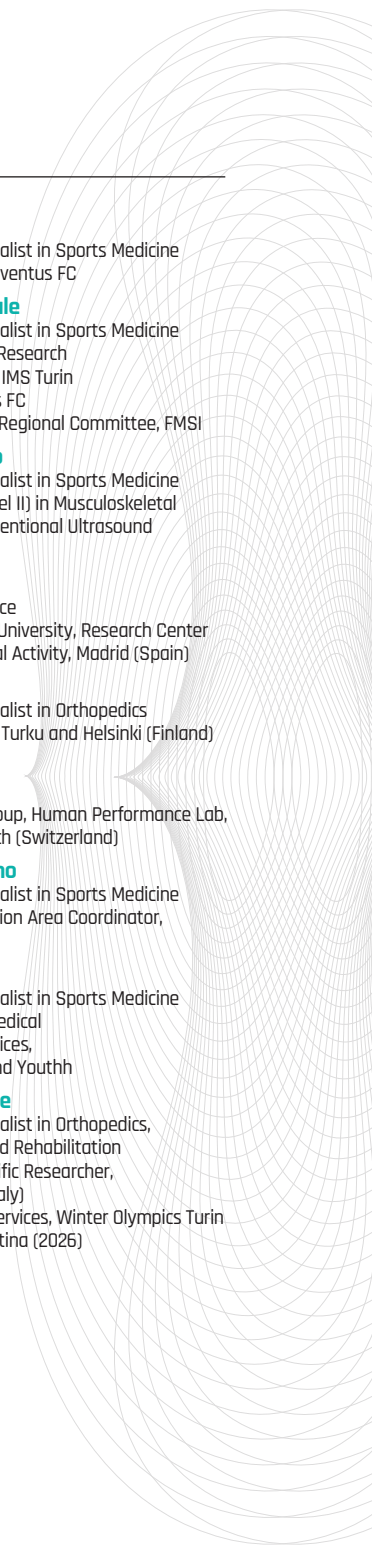 alist in Sports Medicine
ventus FC
ale
alist in Sports Medicine
Research
IMS Turin
s FC
Regional Committee, FMSI
o
alist in Sports Medicine
el II) in Musculoskeletal
entional Ultrasound
ce
University, Research Center
al Activity, Madrid (Spain)
alist in Orthopedics
Turku and Helsinki (Finland)
oup, Human Performance Lab,
ch (Switzerland)
no
alist in Sports Medicine
ion Area Coordinator,
alist in Sports Medicine
edical
ices,
nd Youthh
e
alist in Orthopedics,
d Rehabilitation
ific Researcher,
aly)
ervices, Winter Olympics Turin
tina (2026)